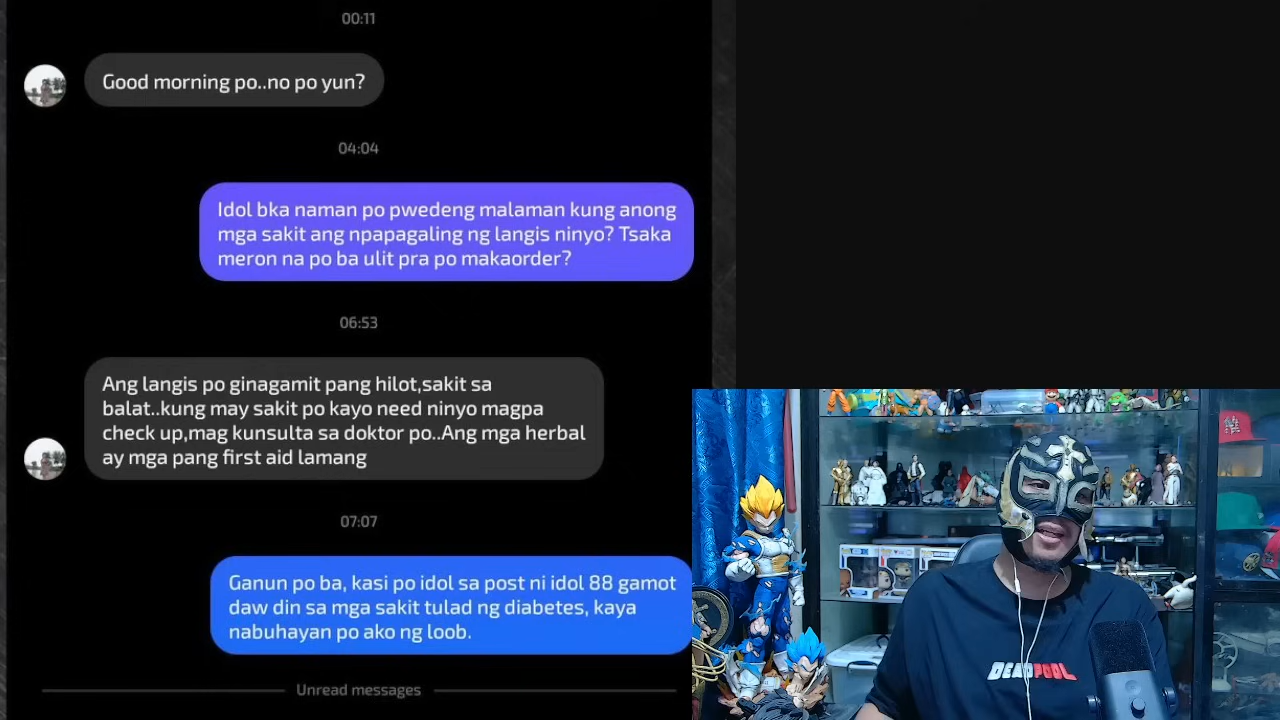 00:11
Good morning po..no po yun?
04:04
Idol bka naman po pwedeng malaman kung anong
mga sakit ang npapagaling ng langis ninyo? Tsaka
meron na po ba ulit pra po makaorder?
06:53
Ang langis po ginagamit pang hilot,sakit sa
balat..kung may sakit po kayo need ninyo magpa
check up,mag kunsulta sa doktor po..Ang mga herbal
ay mga pang first aid lamang
07:07
Ganun po ba, kasi po idol sa post ni idol 88 gamot
daw din sa mga sakit tulad ng diabetes, kaya
nabuhayan po ako ng loob.
Unread messages
DEADPOOL